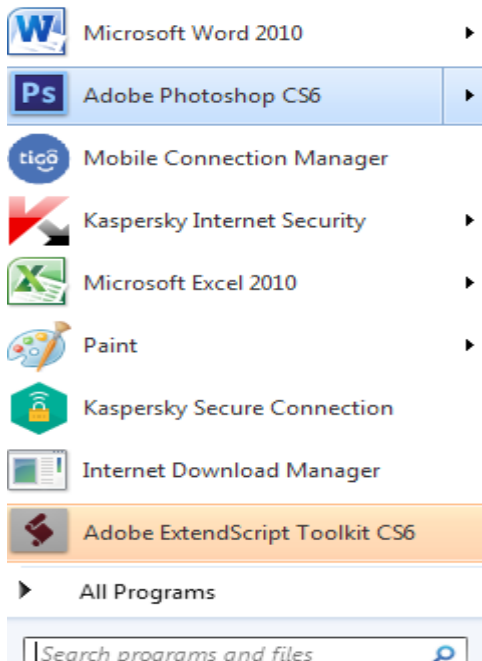 W Microsoft Word 2010
Ps Adobe Photoshop CS6
tigô Mobile Connection Manager
Kaspersky Internet Security
X Microsoft Excel 2010
Paint
Kaspersky Secure Connection
Internet Download Manager
Adobe ExtendScript Toolkit CS6
All Programs
Search programs and files